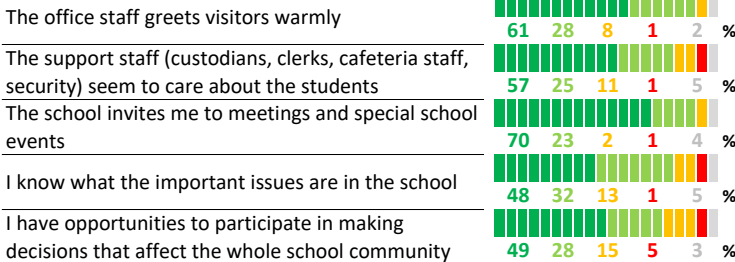 The office staff greets visitors warmly
61 28 8 1 2 %
The support staff (custodians, clerks, cafeteria staff,
security) seem to care about the students
57 25 11 1 5 %
The school invites me to meetings and special school
events
70 23 2 1 4 %
I know what the important issues are in the school
48 32 13 1 5 %
I have opportunities to participate in making
decisions that affect the whole school community
49 28 15 5 3 %